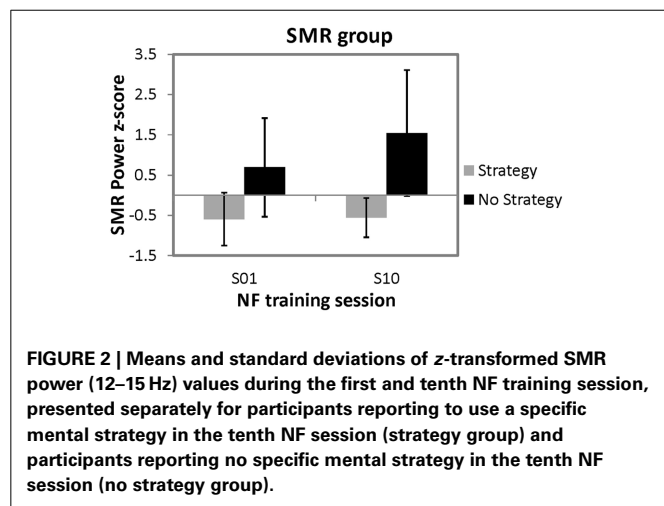 SMR group
3.5
2.5
1.5
0.5
-0.5
-1.5
SMR Power z-score
Strategy
No Strategy
S01 S10
NF training session
FIGURE 2 | Means and standard deviations of z-transformed SMR
power (12–15 Hz) values during the first and tenth NF training session,
presented separately for participants reporting to use a specific
mental strategy in the tenth NF session (strategy group) and
participants reporting no specific mental strategy in the tenth NF
session (no strategy group).